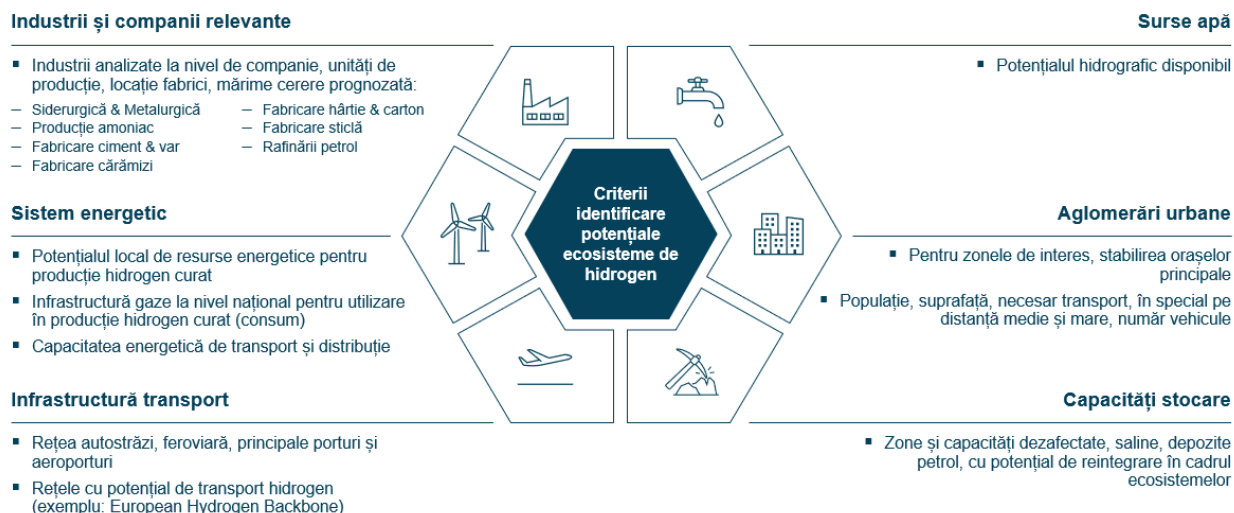 Industrii și companii relevante
▪ Industrii analizate la nivel de companie, unități de
producție, locație fabrici, mărime cerere prognozată:
– Siderurgică & Metalurgică
– Producție amoniac
– Fabricare ciment & var
– Fabricare cărămizi
– Fabricare hârtie & carton
– Fabricare sticlă
– Rafinării petrol
Sistem energetic
▪ Potențialul local de resurse energetice pentru
producție hidrogen curat
▪ Infrastructură gaze la nivel național pentru utilizare
în producție hidrogen curat (consum)
▪ Capacitatea energetică de transport și distribuție
Infrastructură transport
▪ Rețea autostrăzi, feroviară, principale porturi și
aeroporturi
▪ Rețele cu potențial de transport hidrogen
(exemplu: European Hydrogen Backbone)
Criterii
identificare
potențiale
ecosisteme de
hidrogen
Surse apă
▪ Potențialul hidrografic disponibil
Aglomerări urbane
▪ Pentru zonele de interes, stabilirea orașelor
principale
▪ Populație, suprafață, necesar transport, în special pe
distanță medie și mare, număr vehicule
Capacități stocare
▪ Zone și capacități dezafectate, saline, depozite
petrol, cu potențial de reintegrare în cadrul
ecosistemelor